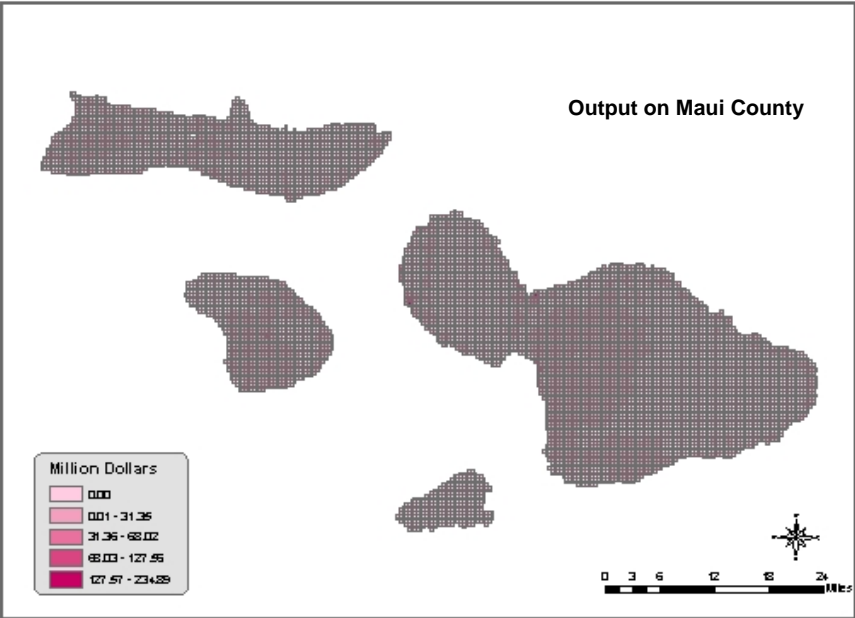 Output on Maui County
Million Dollars
0.00
0.01 - 31.35
31.36 - 68.02
68.03 - 127.56
127.57 - 234.89
0 3 6 12 18 24
Miles